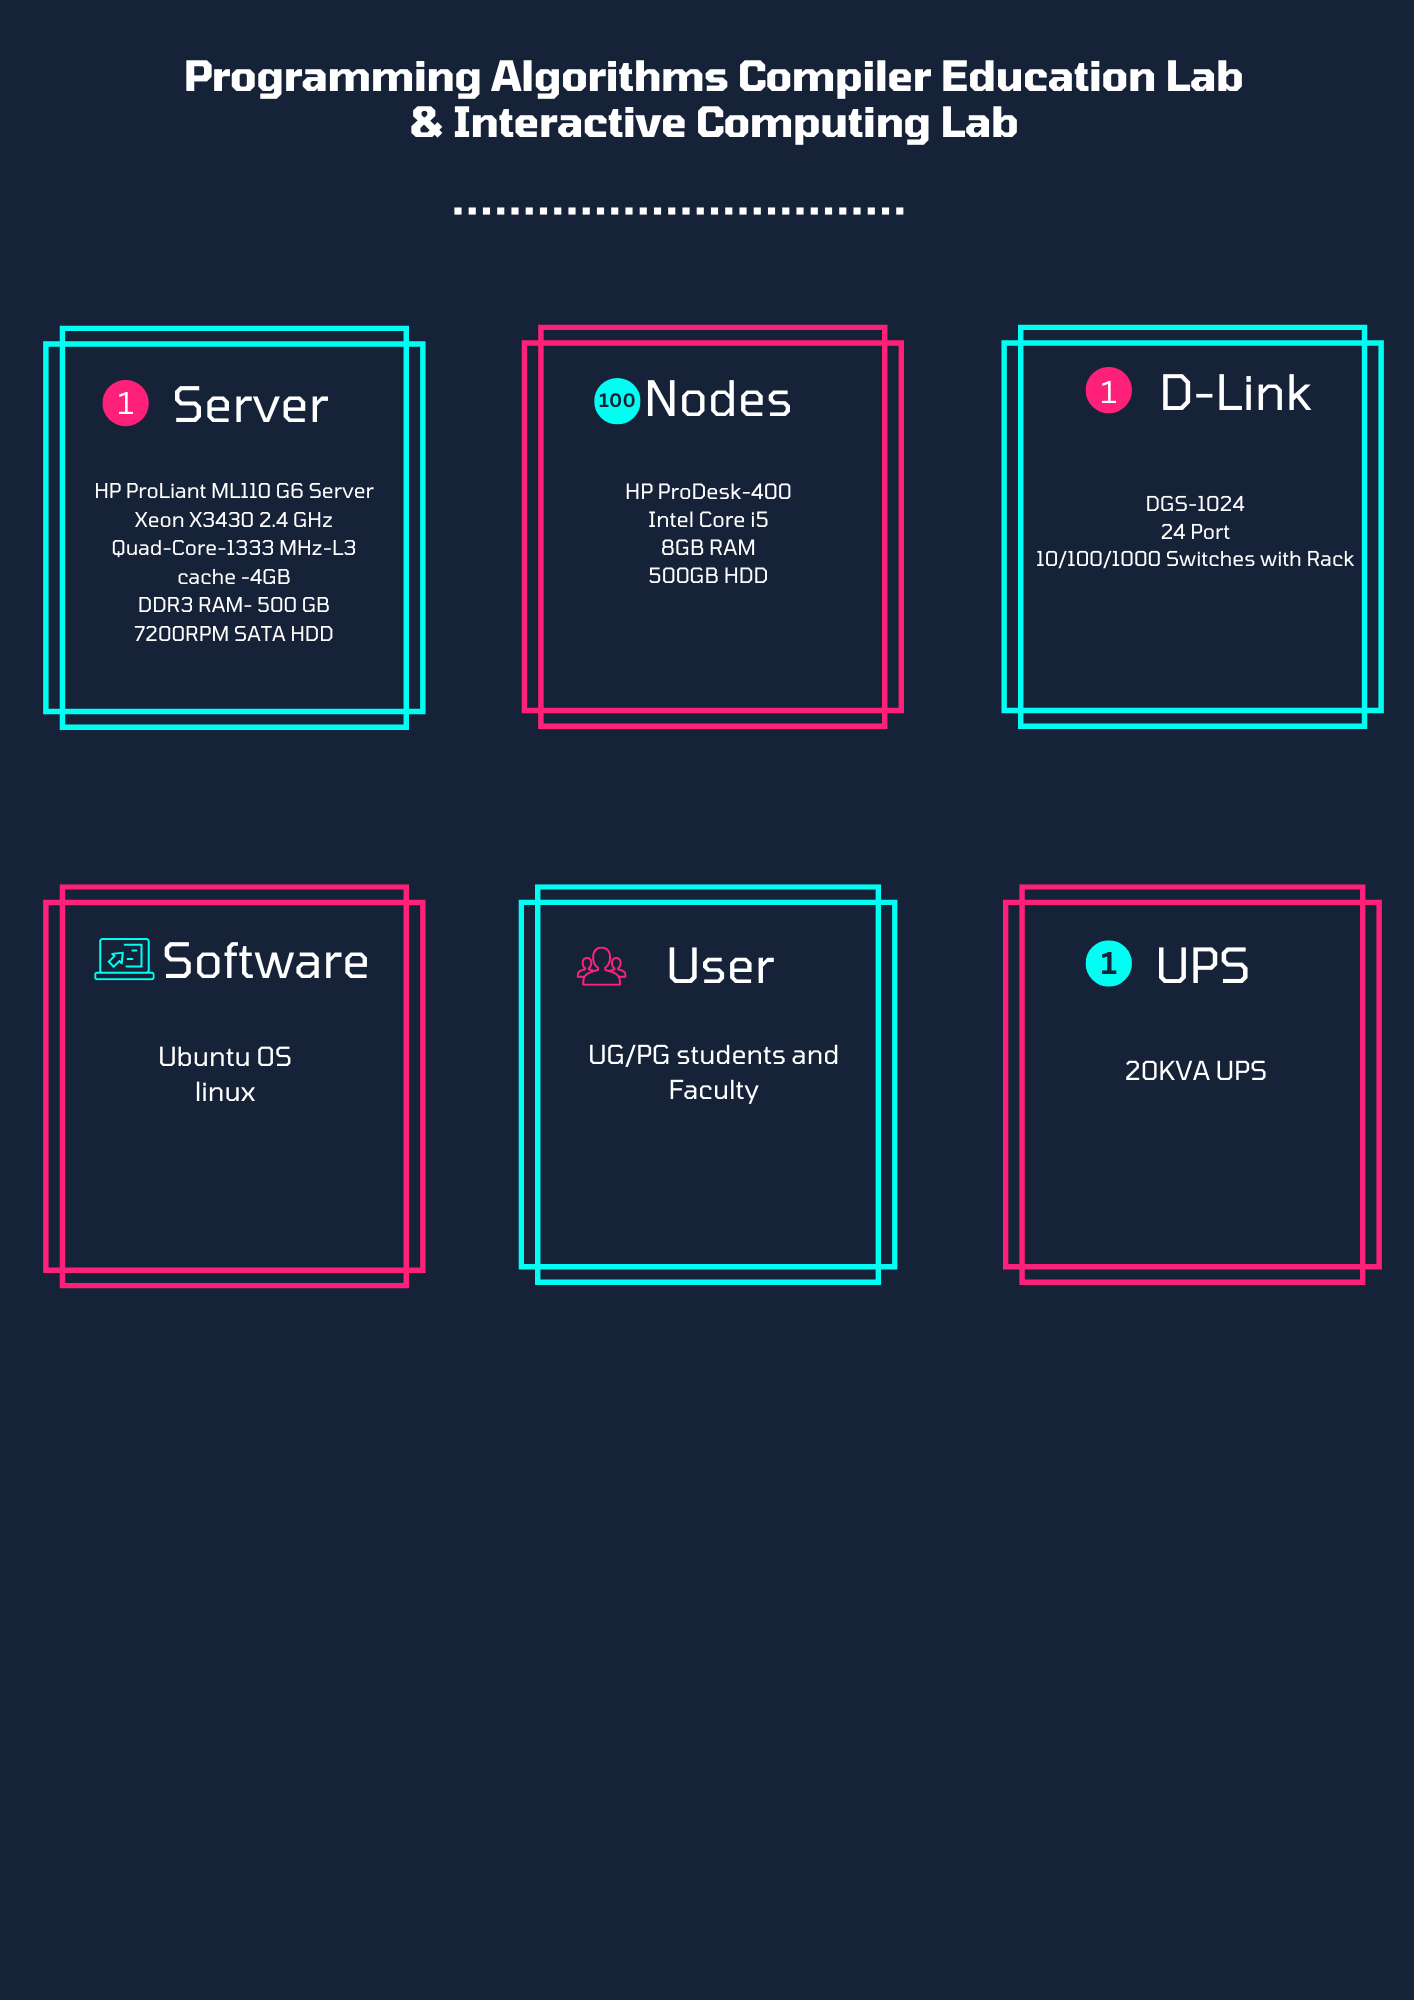 Programming Algorithms Compiler Education Lab
& Interactive Computing Lab
1 Server
HP ProLiant ML110 G6 Server
Xeon X3430 2.4 GHz
Quad-Core-1333 MHz-L3
cache -4GB
DDR3 RAM- 500 GB
7200RPM SATA HDD
100 Nodes
HP ProDesk-400
Intel Core i5
8GB RAM
500GB HDD
1 D-Link
DGS-1024
24 Port
10/100/1000 Switches with Rack
Software
Ubuntu OS
linux
User
UG/PG students and
Faculty
1 UPS
20KVA UPS